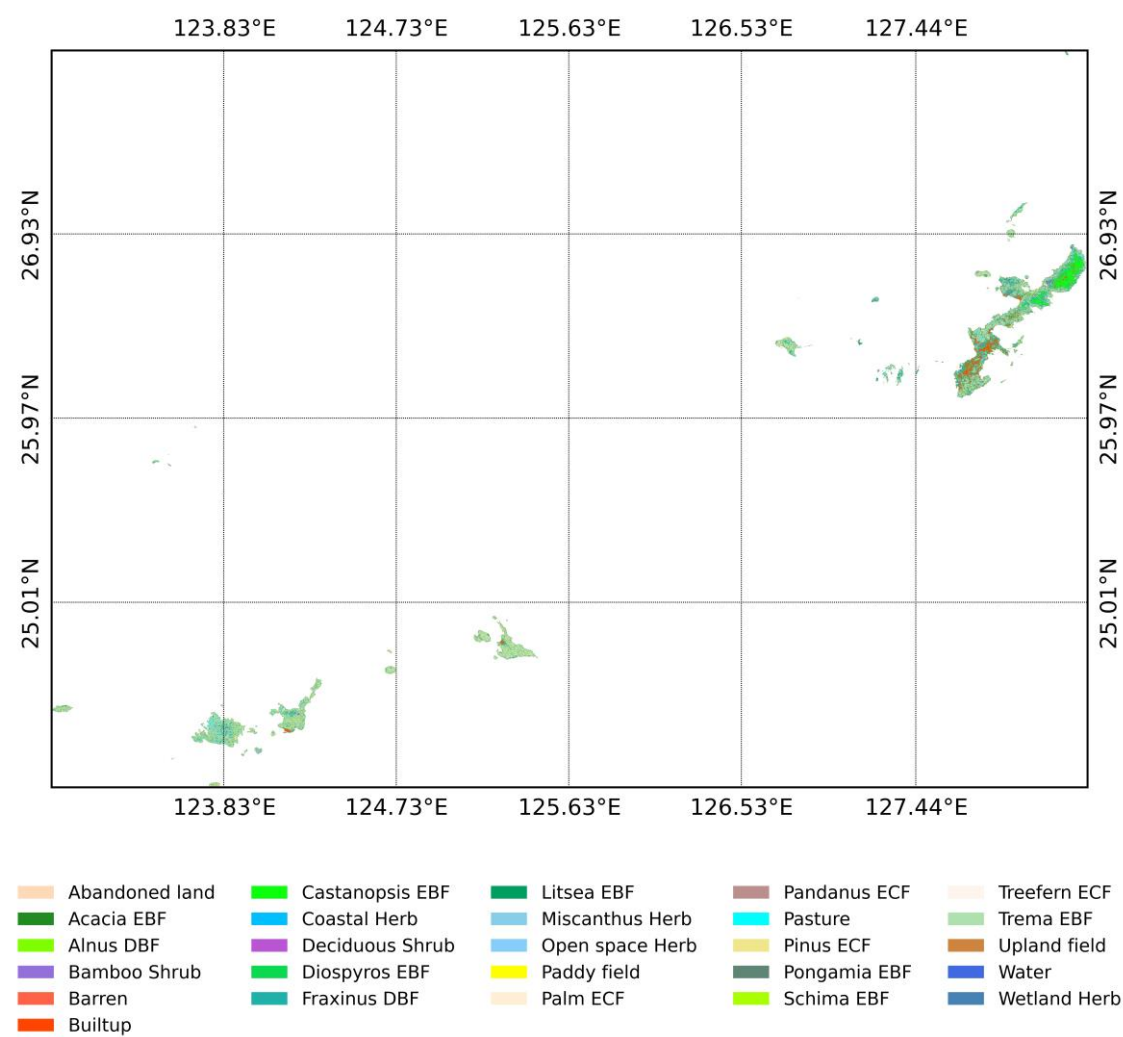 123.83°E 124.73°E 125.63°E 126.53°E 127.44°E
26.93°N 26.93°N
25.97°N 25.97°N
25.01°N 25.01°N
123.83°E 124.73°E 125.63°E 126.53°E 127.44°E
Abandoned land Castanopsis EBF Litsea EBF Pandanus ECF Treefern ECF
Acacia EBF Coastal Herb Miscanthus Herb Pasture Trema EBF
Alnus DBF Deciduous Shrub Open space Herb Pinus ECF Upland field
Bamboo Shrub Diospyros EBF Paddy field Pongamia EBF Water
Barren Fraxinus DBF Palm ECF Schima EBF Wetland Herb
Builtup